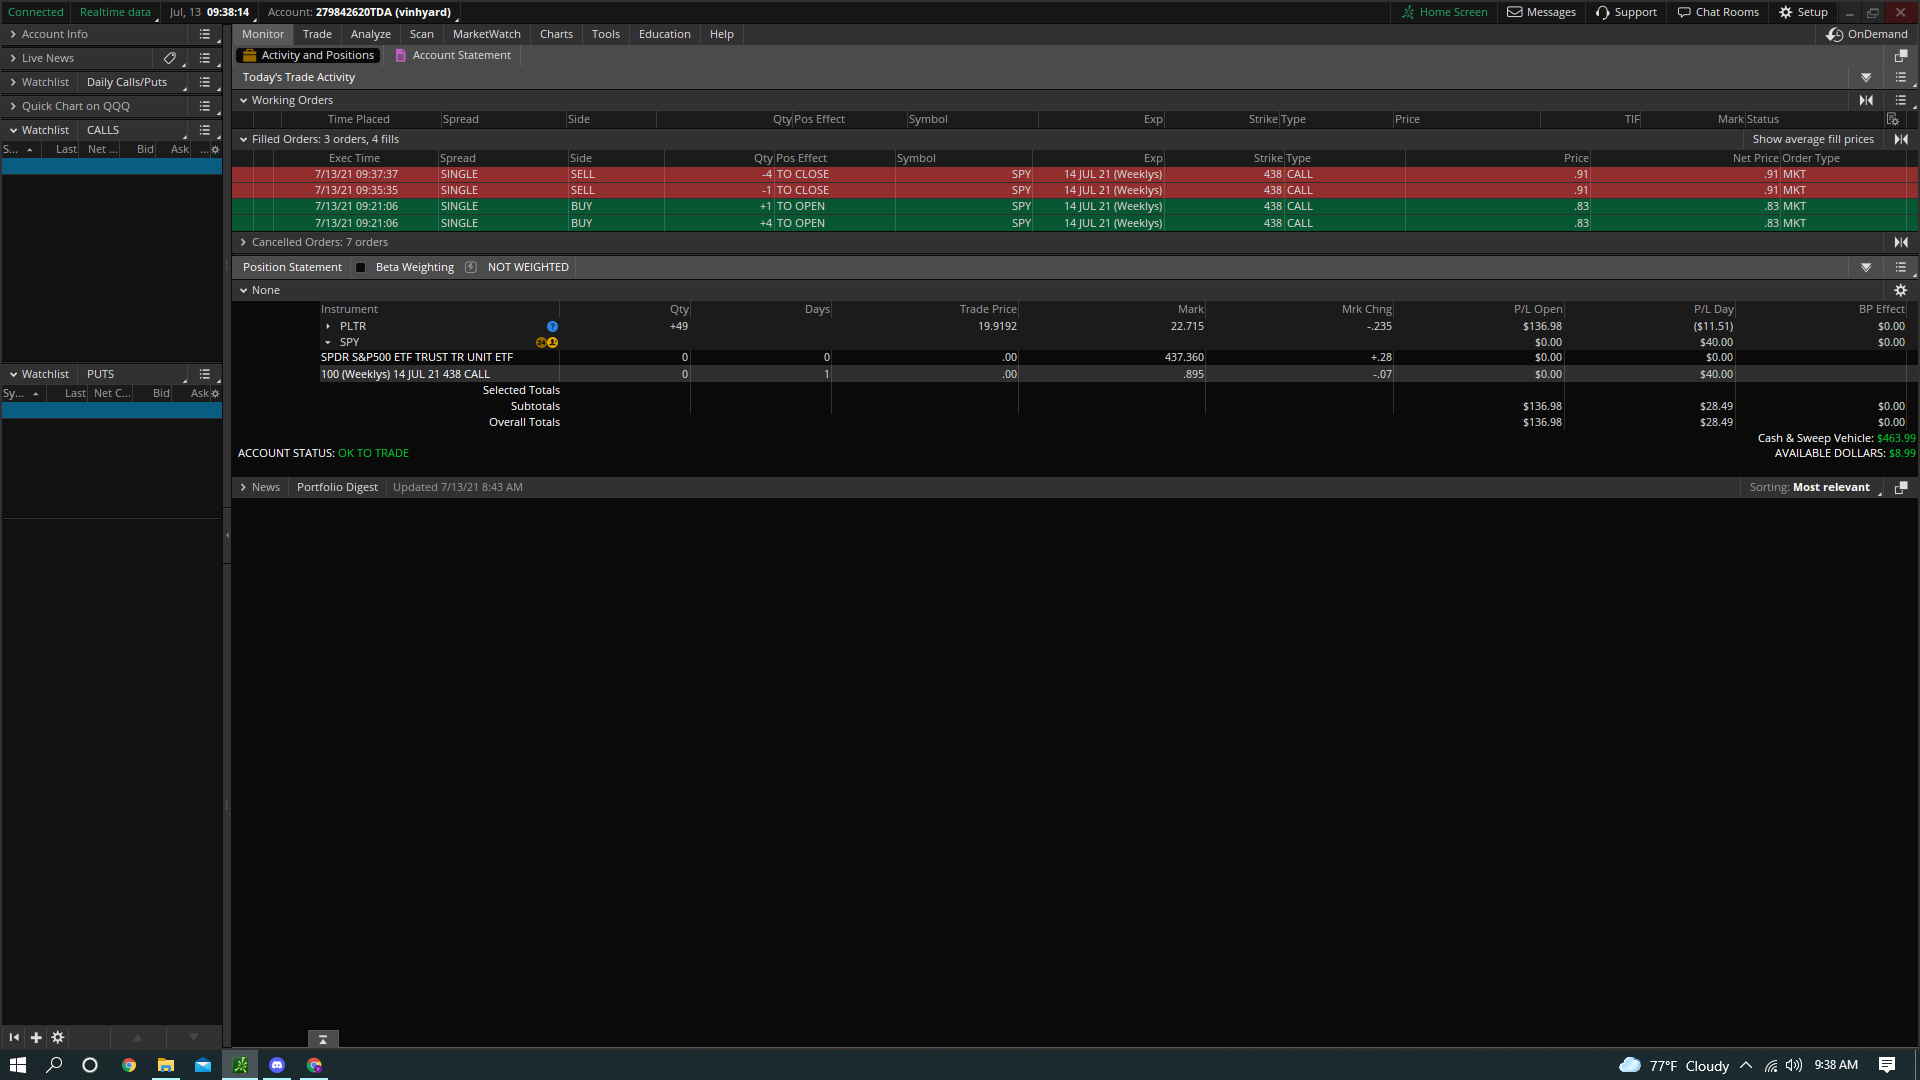 Connected Realtime data Jul, 13 09:38:14 Account: 279842620TDA (vinhyard) Home Screen Messages Support Chat Rooms Setup
Account Info
Live News
Watchlist Daily Calls/Puts
Quick Chart on QQQ
Watchlist CALLS
S... Last Net ... Bid Ask ...
Watchlist PUTS
Sy... Last Net C... Bid Ask
Monitor Trade Analyze Scan MarketWatch Charts Tools Education Help OnDemand
Activity and Positions Account Statement
Today's Trade Activity
Working Orders
Time Placed Spread Side Qty Pos Effect Symbol Exp Strike Type Price TIF Mark Status
Filled Orders: 3 orders, 4 fills Show average fill prices
Exec Time Spread Side Qty Pos Effect Symbol Exp Strike Type Price Net Price Order Type
7/13/21 09:37:37 SINGLE SELL -4 TO CLOSE SPY 14 JUL 21 (Weeklys) 438 CALL .91 .91 MKT
7/13/21 09:35:35 SINGLE SELL -1 TO CLOSE SPY 14 JUL 21 (Weeklys) 438 CALL .91 .91 MKT
7/13/21 09:21:06 SINGLE BUY +1 TO OPEN SPY 14 JUL 21 (Weeklys) 438 CALL .83 .83 MKT
7/13/21 09:21:06 SINGLE BUY +4 TO OPEN SPY 14 JUL 21 (Weeklys) 438 CALL .83 .83 MKT
Cancelled Orders: 7 orders
Position Statement Beta Weighting NOT WEIGHTED
None
Instrument Qty Days Trade Price Mark Mrk Chng P/L Open P/L Day BP Effect
PLTR +49 19.9192 22.715 -.235 $136.98 ($11.51) $0.00
SPY $0.00 $40.00 $0.00
SPDR S&P500 ETF TRUST TR UNIT ETF 0 0 .00 437.360 +.28 $0.00 $0.00
100 (Weeklys) 14 JUL 21 438 CALL 0 1 .00 .895 -.07 $0.00 $40.00
Selected Totals
Subtotals $136.98 $28.49 $0.00
Overall Totals $136.98 $28.49 $0.00
Cash & Sweep Vehicle: $463.99
ACCOUNT STATUS: OK TO TRADE AVAILABLE DOLLARS: $8.99
News Portfolio Digest Updated 7/13/21 8:43 AM Sorting: Most relevant
77°F Cloudy 9:38 AM